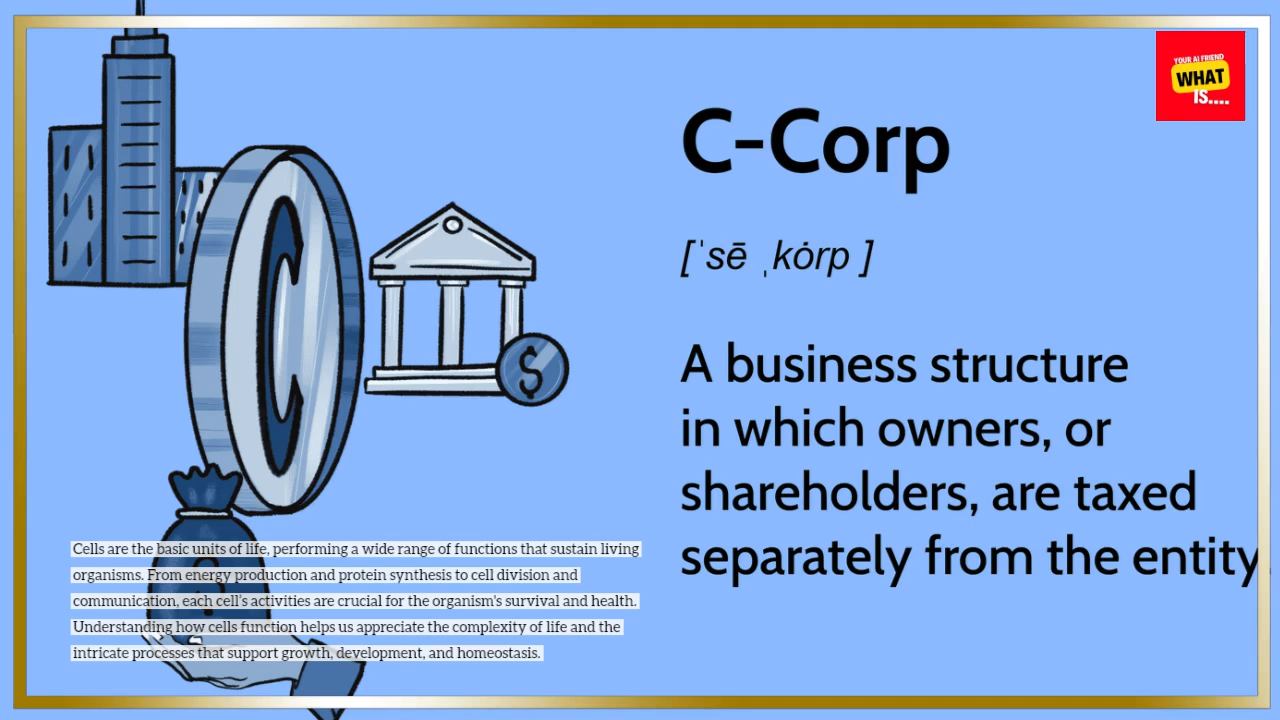 YOUR AI FRIEND
WHAT
IS....
C-Corp
[ˈsē ˌkȯrp ]
A business structure
in which owners, or
shareholders, are taxed
separately from the entity.
C
$
Cells are the basic units of life, performing a wide range of functions that sustain living
organisms. From energy production and protein synthesis to cell division and
communication, each cell's activities are crucial for the organism's survival and health.
Understanding how cells function helps us appreciate the complexity of life and the
intricate processes that support growth, development, and homeostasis.